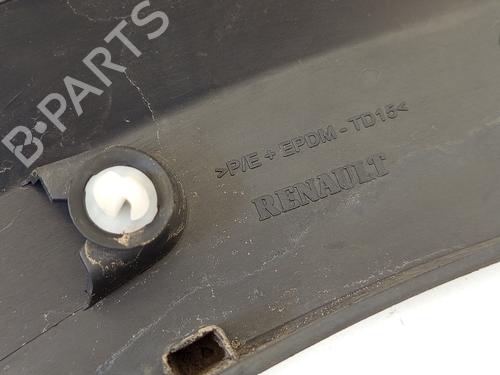 B-PARTS
>P/E + EPDM - TD15<
RENAULT